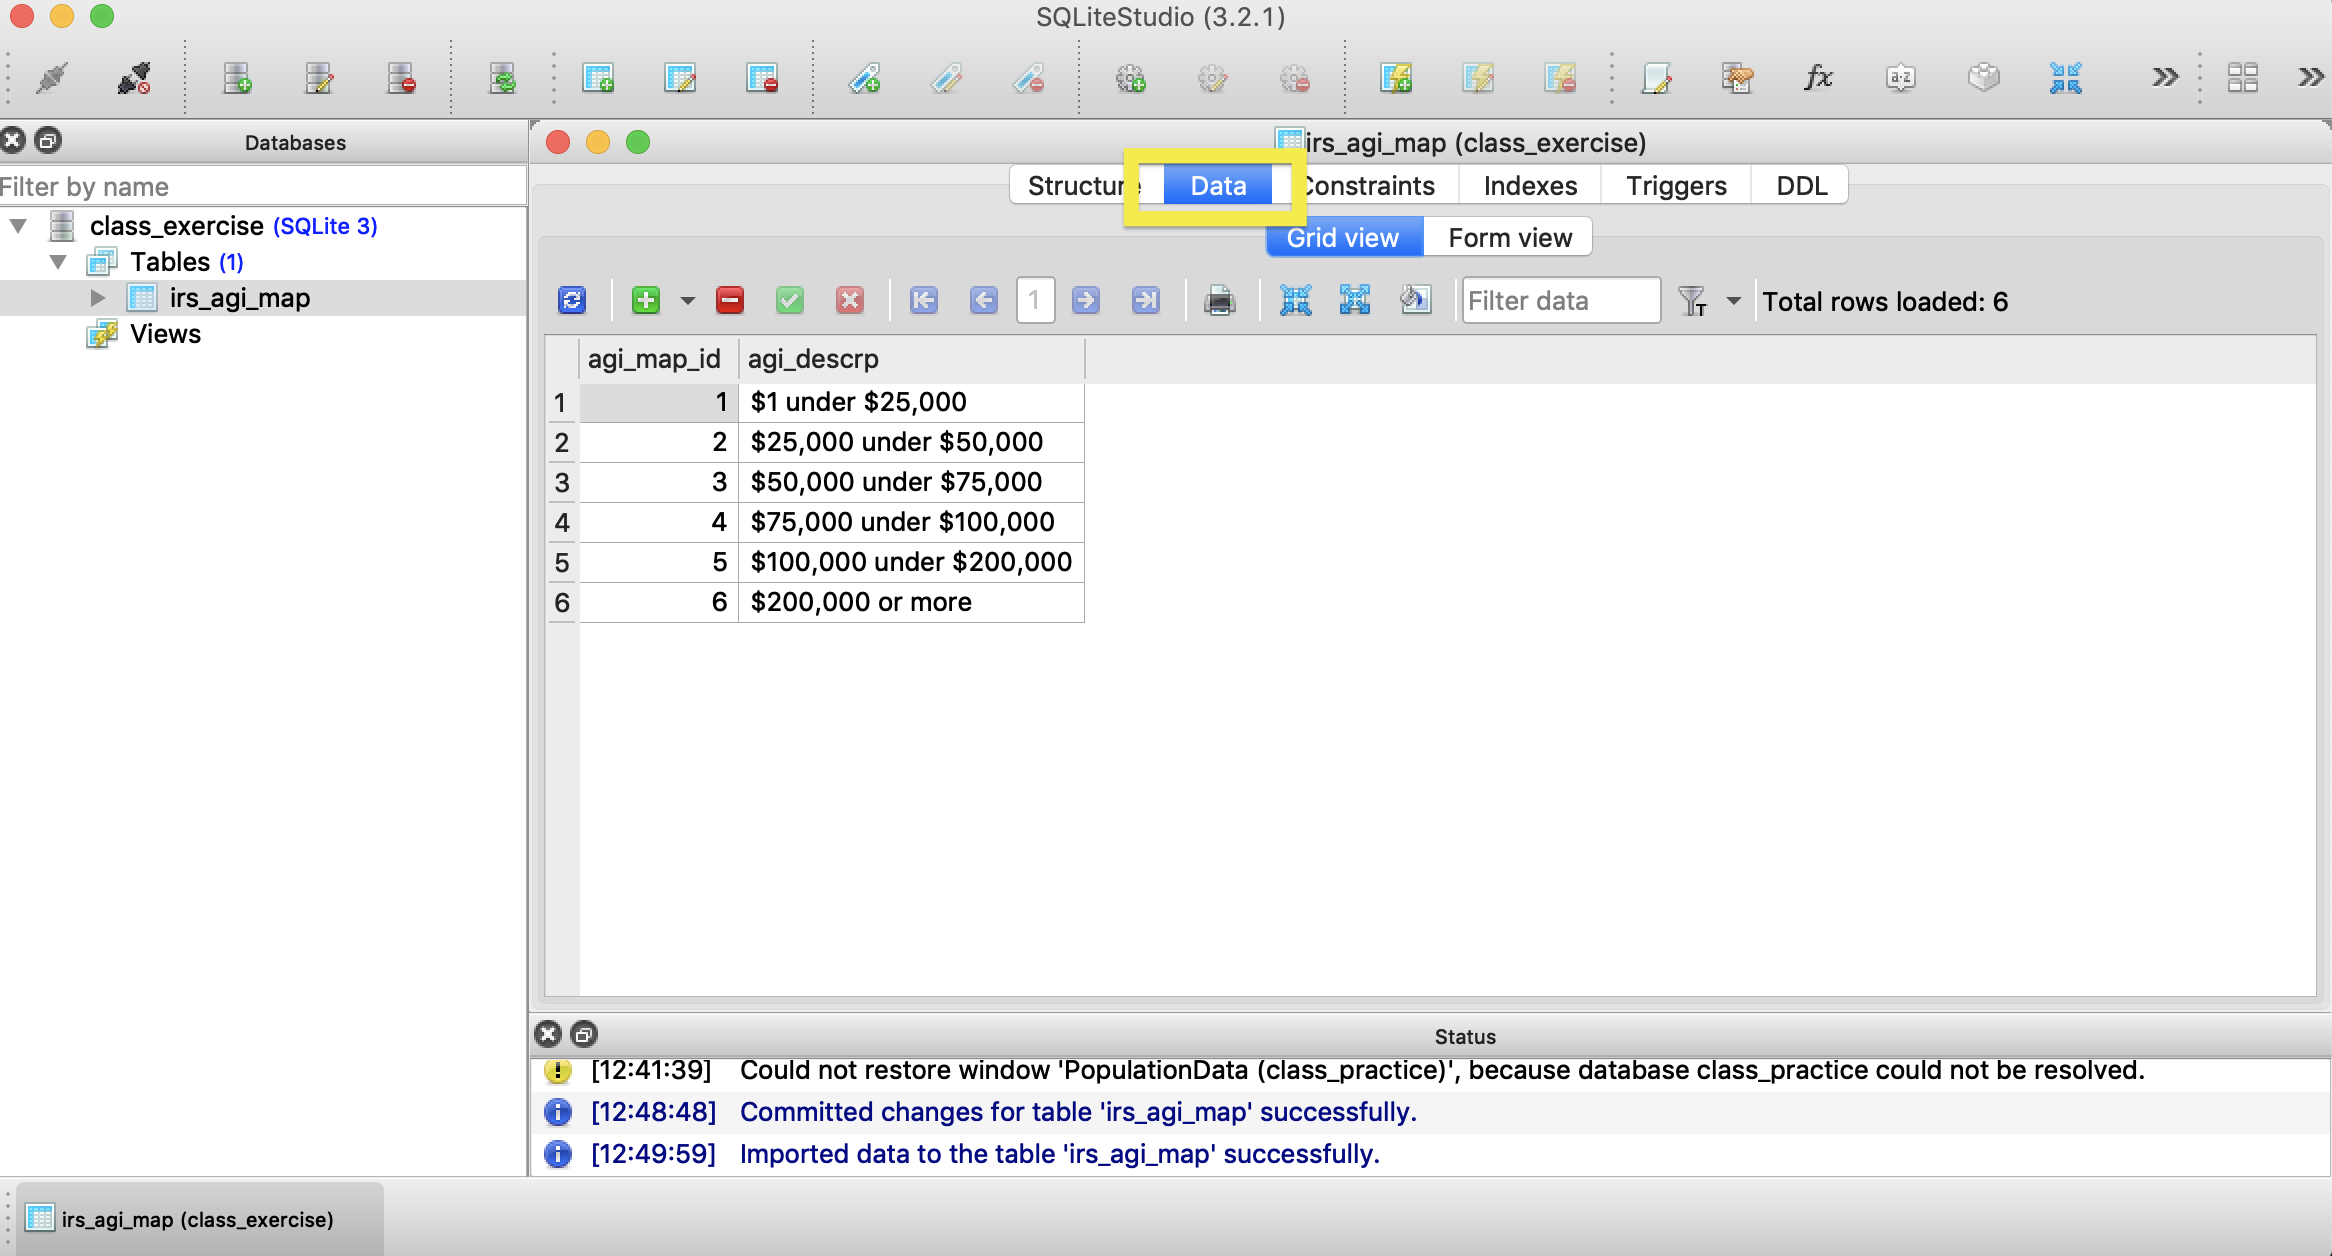 SQLiteStudio (3.2.1)
fx
a-z
Databases
irs_agi_map (class_exercise)
Filter by name
Structure Data Constraints Indexes Triggers DDL
class_exercise (SQLite 3)
Grid view Form view
Tables (1)
irs_agi_map
Views
1 Filter data Total rows loaded: 6
agi_map_id agi_descrp
1 1 $1 under $25,000
2 2 $25,000 under $50,000
3 3 $50,000 under $75,000
4 4 $75,000 under $100,000
5 5 $100,000 under $200,000
6 6 $200,000 or more
Status
[12:41:39] Could not restore window 'PopulationData (class_practice)', because database class_practice could not be resolved.
[12:48:48] Committed changes for table 'irs_agi_map' successfully.
[12:49:59] Imported data to the table 'irs_agi_map' successfully.
irs_agi_map (class_exercise)